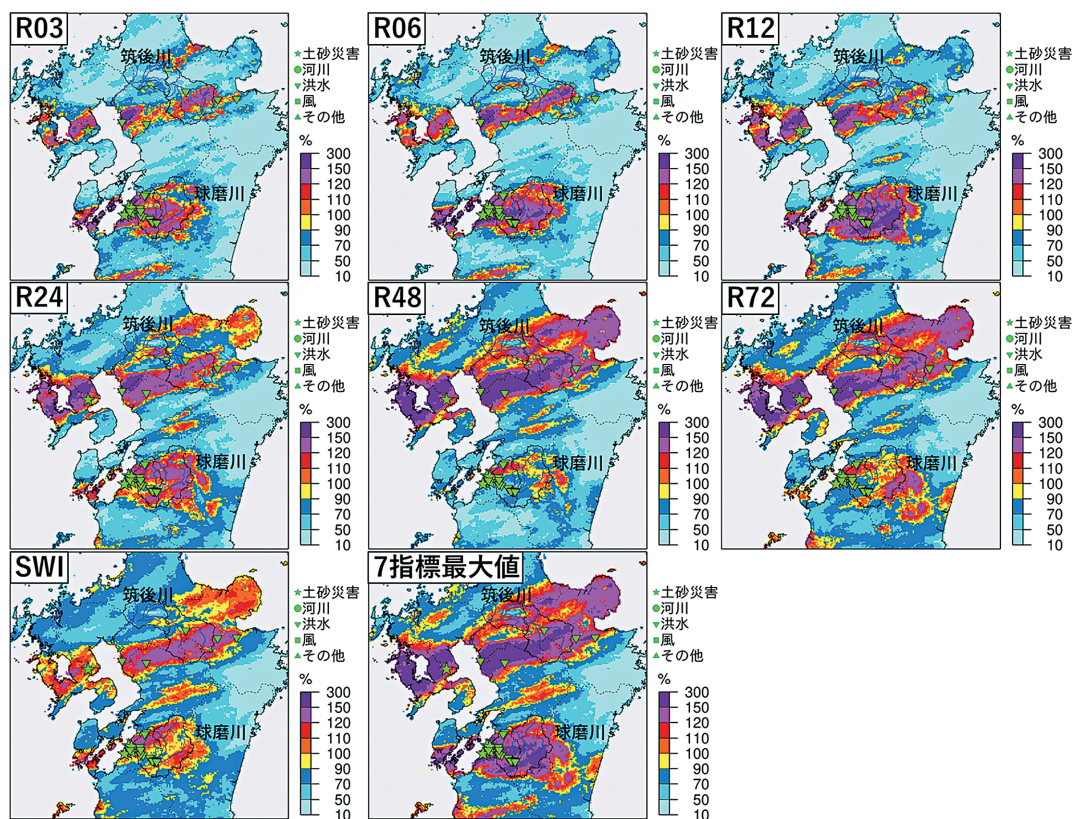 R03
筑後川
球磨川
★土砂災害
●河川
▼洪水
■風
▲その他
%
300
150
120
110
100
90
70
50
10
R06
筑後川
球磨川
★土砂災害
●河川
▼洪水
■風
▲その他
%
300
150
120
110
100
90
70
50
10
R12
筑後川
球磨川
★土砂災害
●河川
▼洪水
■風
▲その他
%
300
150
120
110
100
90
70
50
10
R24
筑後川
球磨川
★土砂災害
●河川
▼洪水
■風
▲その他
%
300
150
120
110
100
90
70
50
10
R48
筑後川
球磨川
★土砂災害
●河川
▼洪水
■風
▲その他
%
300
150
120
110
100
90
70
50
10
R72
筑後川
球磨川
★土砂災害
●河川
▼洪水
■風
▲その他
%
300
150
120
110
100
90
70
50
10
SWI
筑後川
球磨川
★土砂災害
●河川
▼洪水
■風
▲その他
%
300
150
120
110
100
90
70
50
10
7指標最大値
筑後川
球磨川
★土砂災害
●河川
▼洪水
■風
▲その他
%
300
150
120
110
100
90
70
50
10